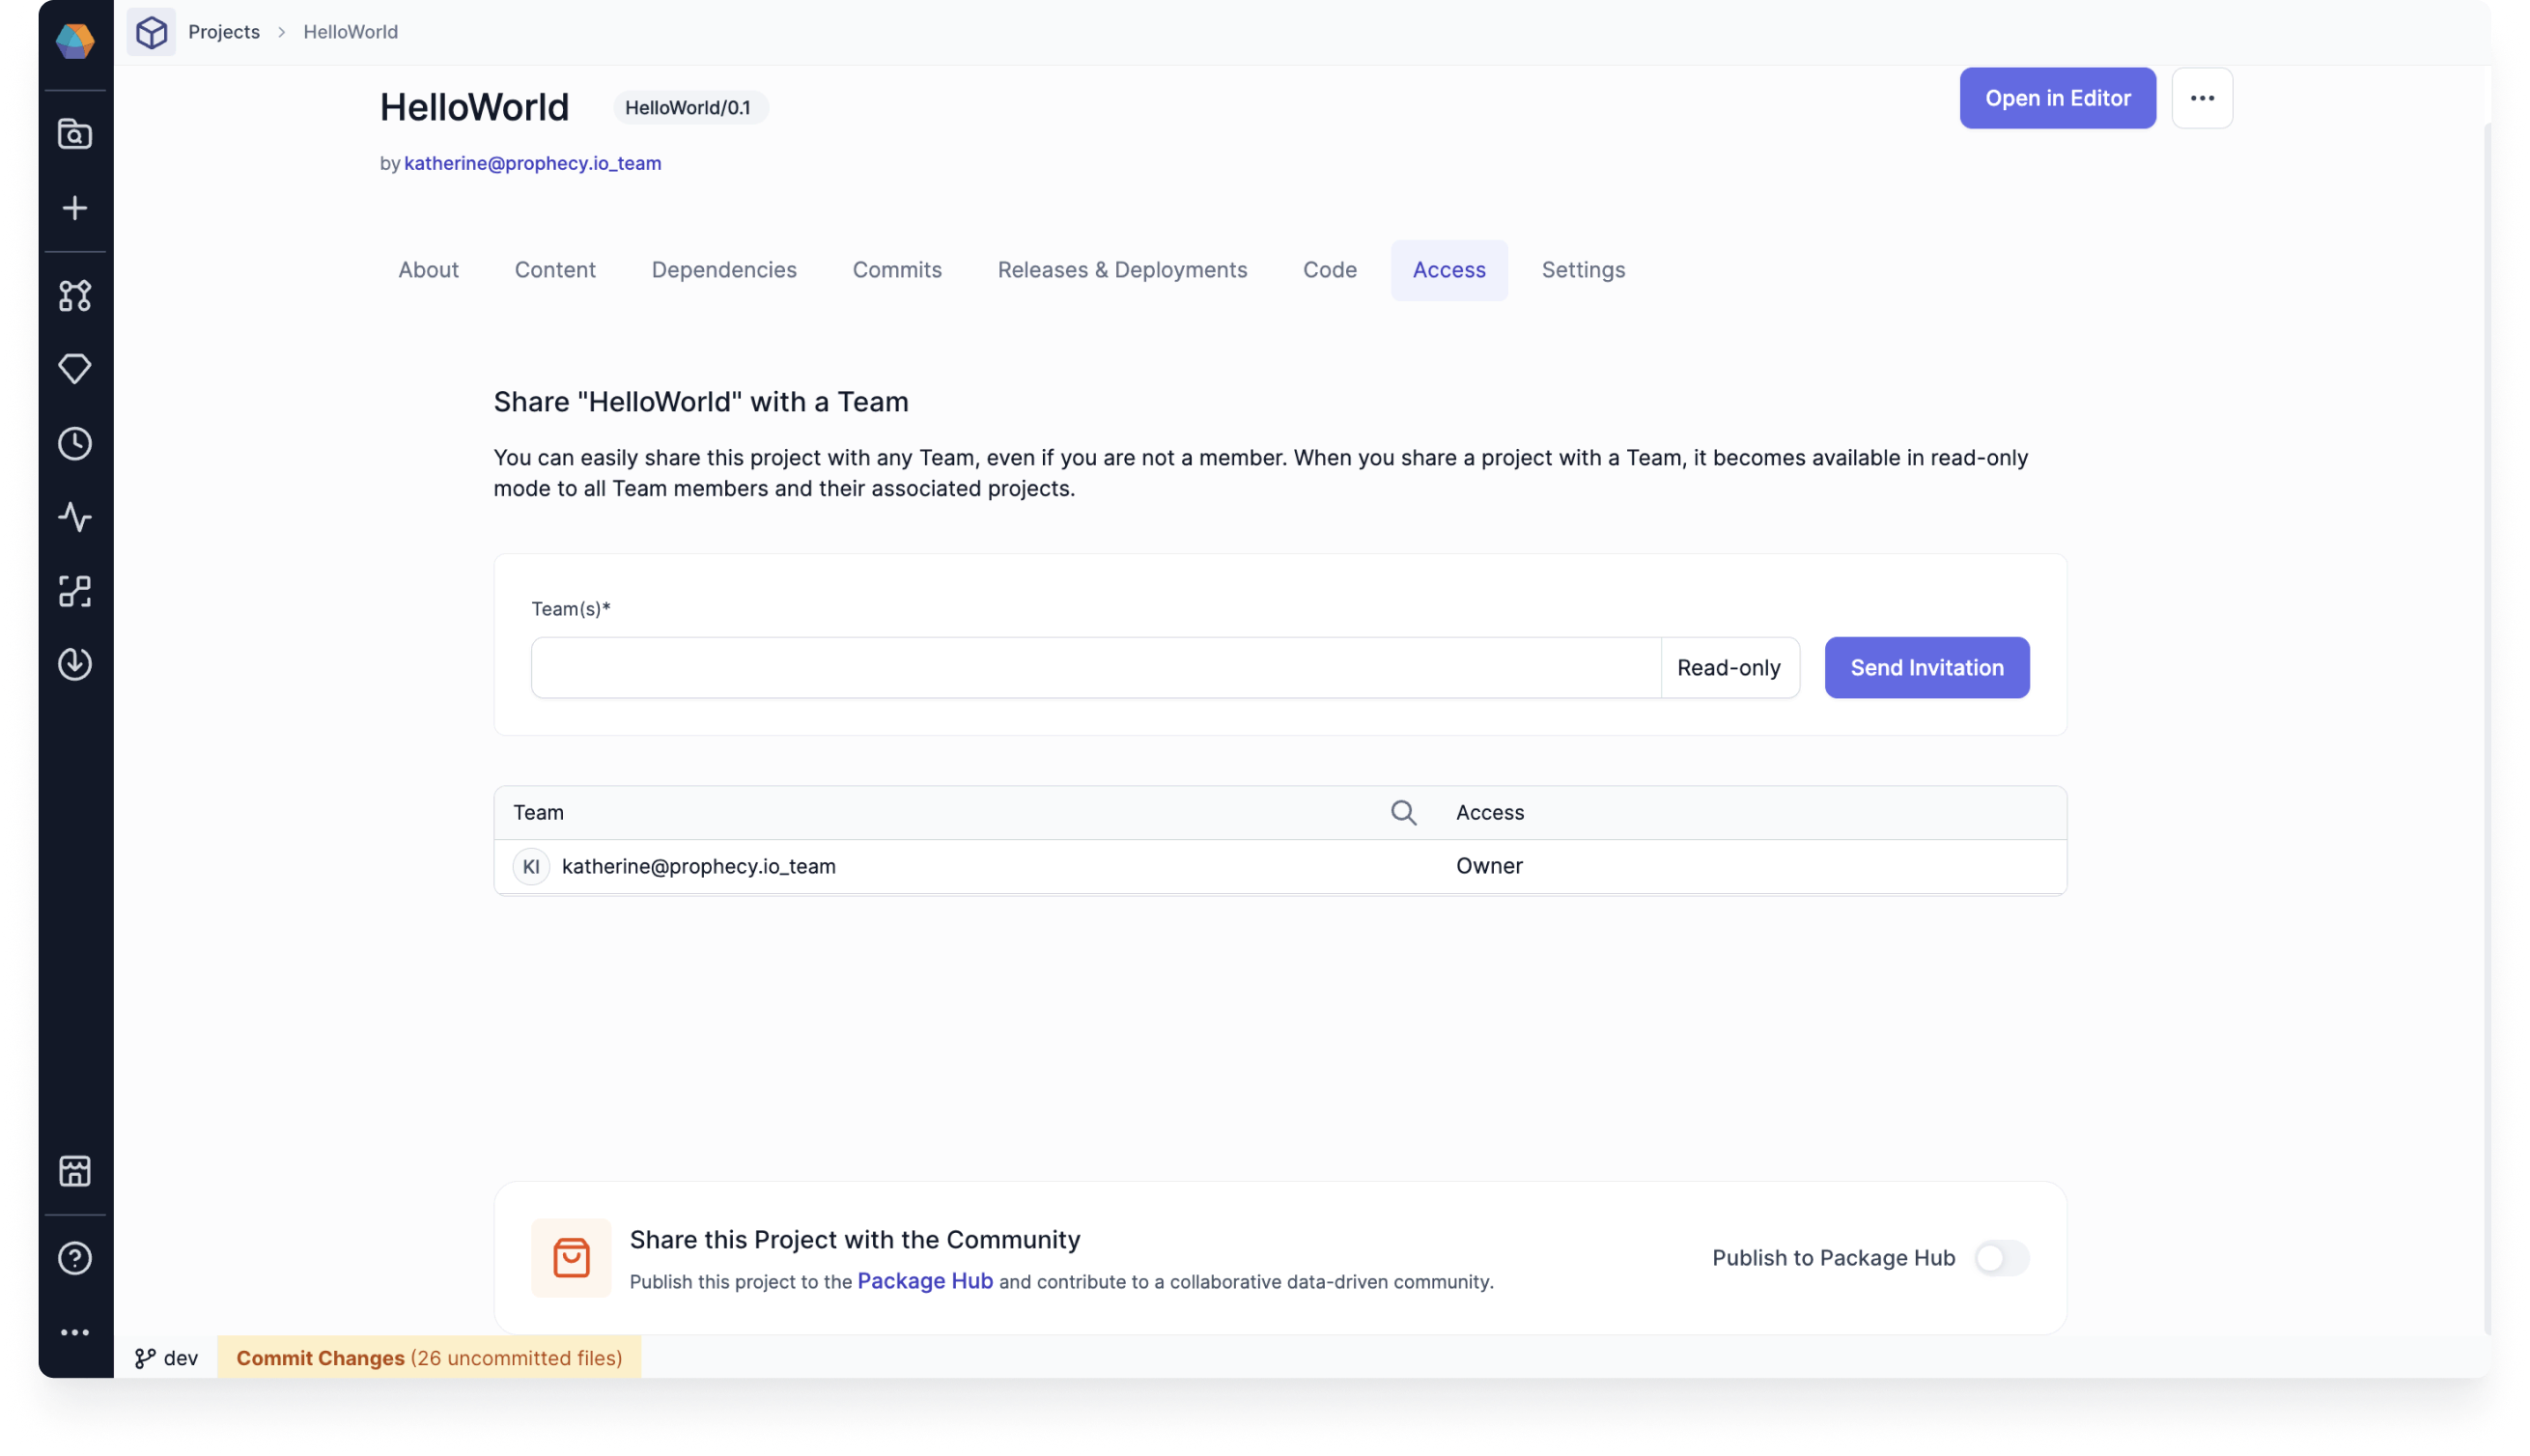 Projects > HelloWorld
HelloWorld HelloWorld/0.1
Open in Editor
by katherine@prophecy.io_team
About Content Dependencies Commits Releases & Deployments Code Access Settings
Share "HelloWorld" with a Team
You can easily share this project with any Team, even if you are not a member. When you share a project with a Team, it becomes available in read-only
mode to all Team members and their associated projects.
Team(s)*
Read-only Send Invitation
Team Access
KI katherine@prophecy.io_team Owner
Share this Project with the Community
Publish this project to the Package Hub and contribute to a collaborative data-driven community.
Publish to Package Hub
dev Commit Changes (26 uncommitted files)